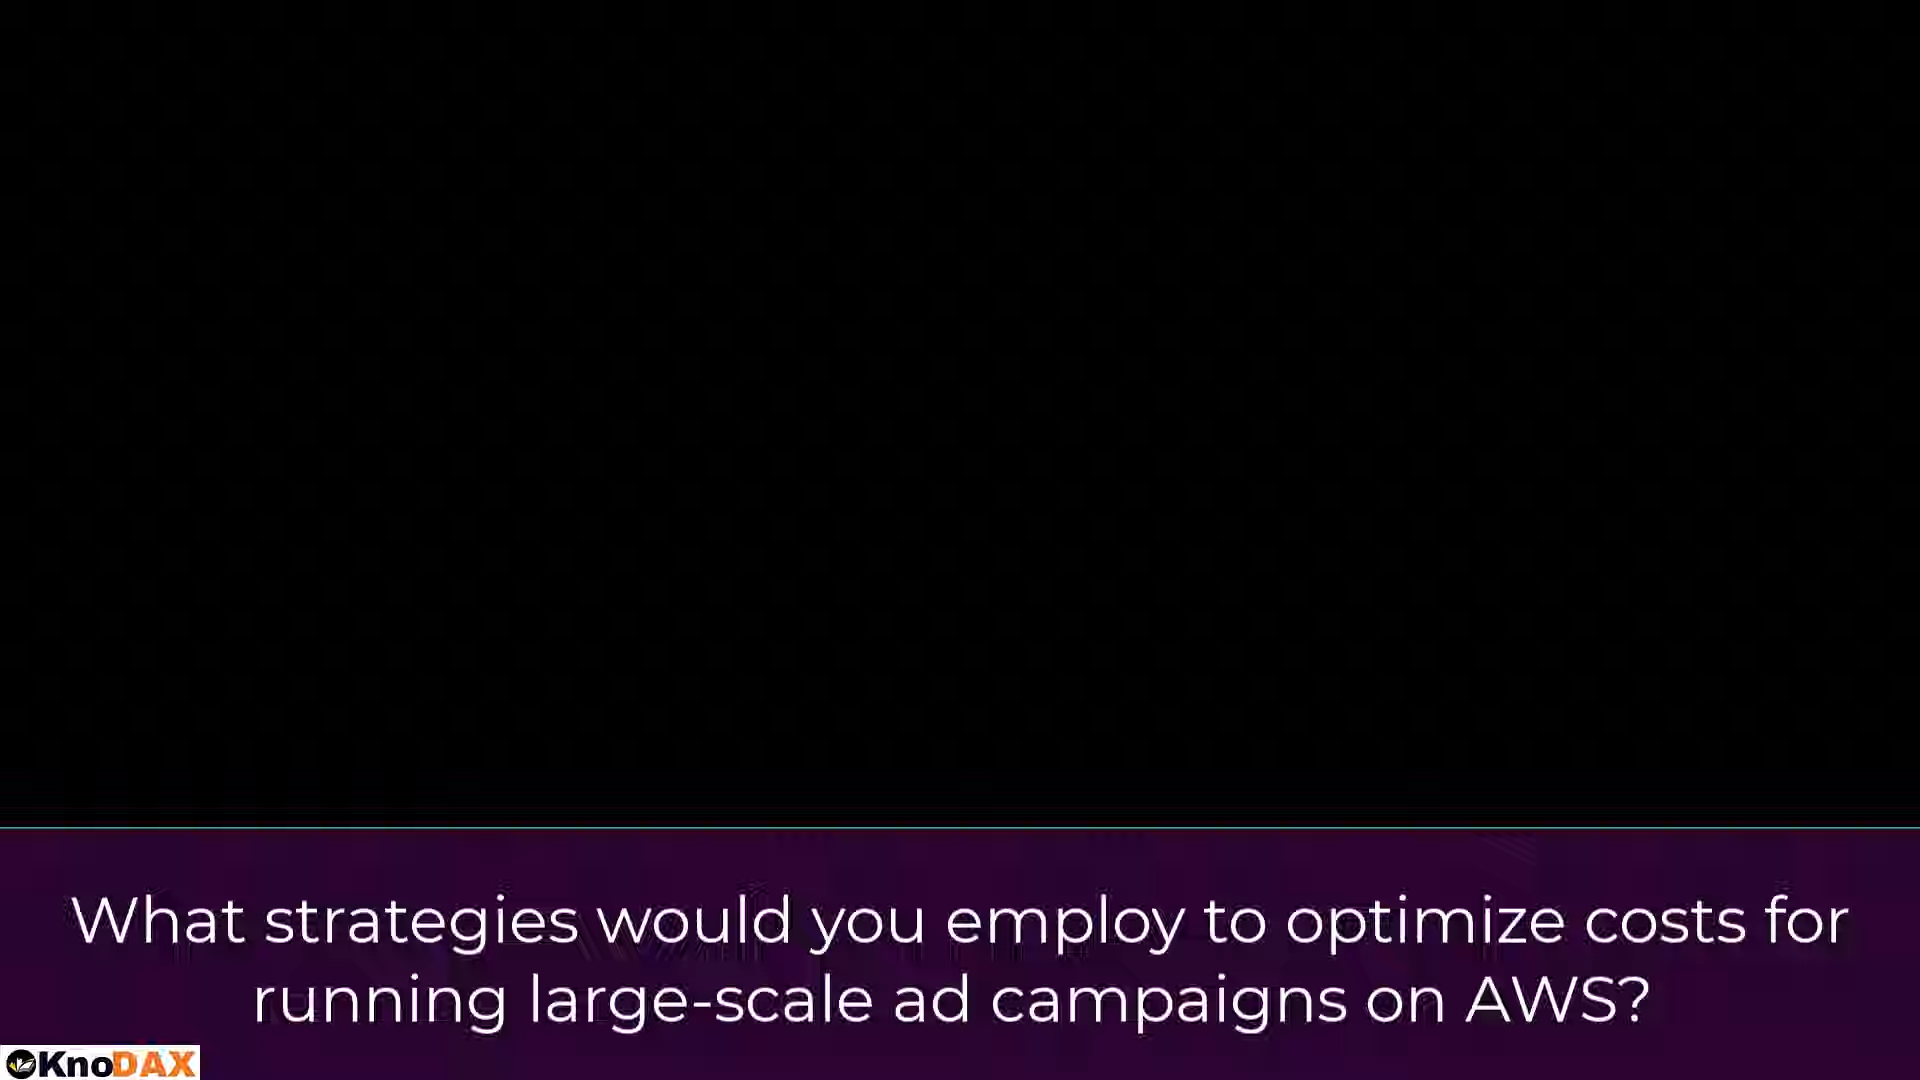 What strategies would you employ to optimize costs for
running large-scale ad campaigns on AWS?
KnoDAX